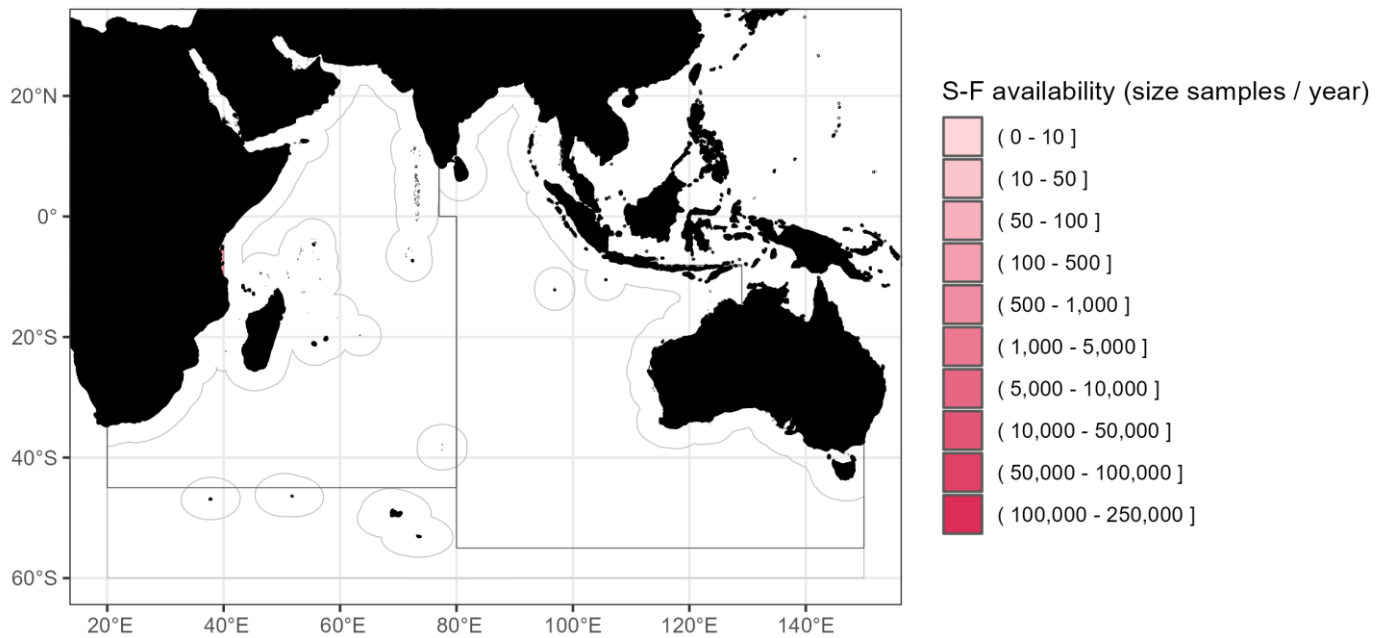 S-F availability (size samples / year)
( 0 - 10 ]
( 10 - 50 ]
( 50 - 100 ]
( 100 - 500 ]
( 500 - 1,000 ]
( 1,000 - 5,000 ]
( 5,000 - 10,000 ]
( 10,000 - 50,000 ]
( 50,000 - 100,000 ]
( 100,000 - 250,000 ]
20°N
0°
20°S
40°S
60°S
20°E 40°E 60°E 80°E 100°E 120°E 140°E